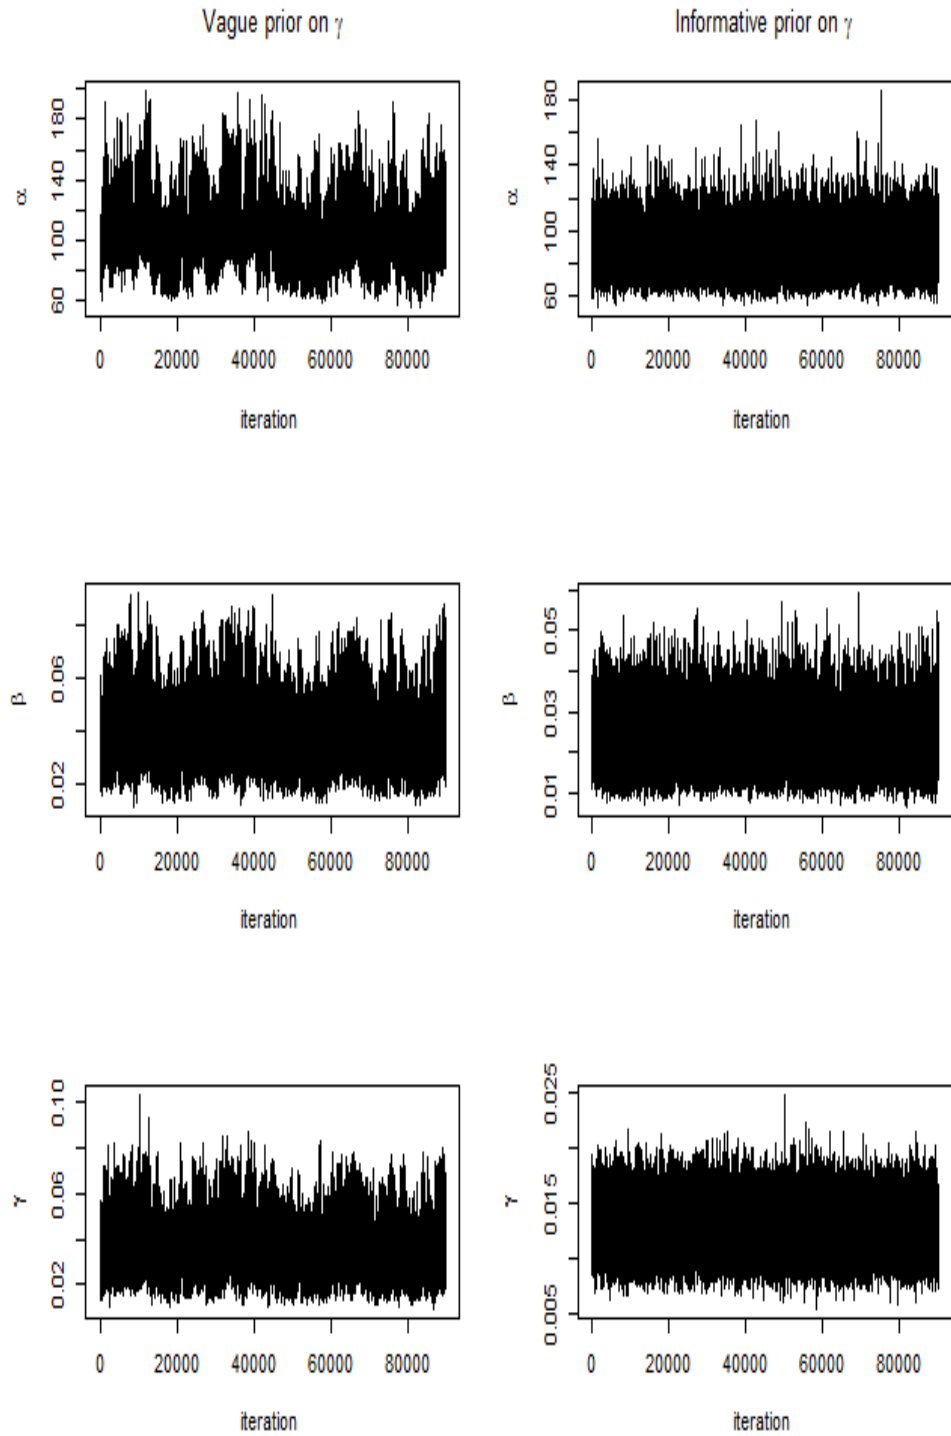 Vague prior on γ
Informative prior on γ
α
60 100 140 180
0 20000 40000 60000 80000
iteration
α
60 100 140 180
0 20000 40000 60000 80000
iteration
β
0.02 0.06
0 20000 40000 60000 80000
iteration
β
0.01 0.03 0.05
0 20000 40000 60000 80000
iteration
γ
0.02 0.06 0.10
0 20000 40000 60000 80000
iteration
γ
0.005 0.015 0.025
0 20000 40000 60000 80000
iteration